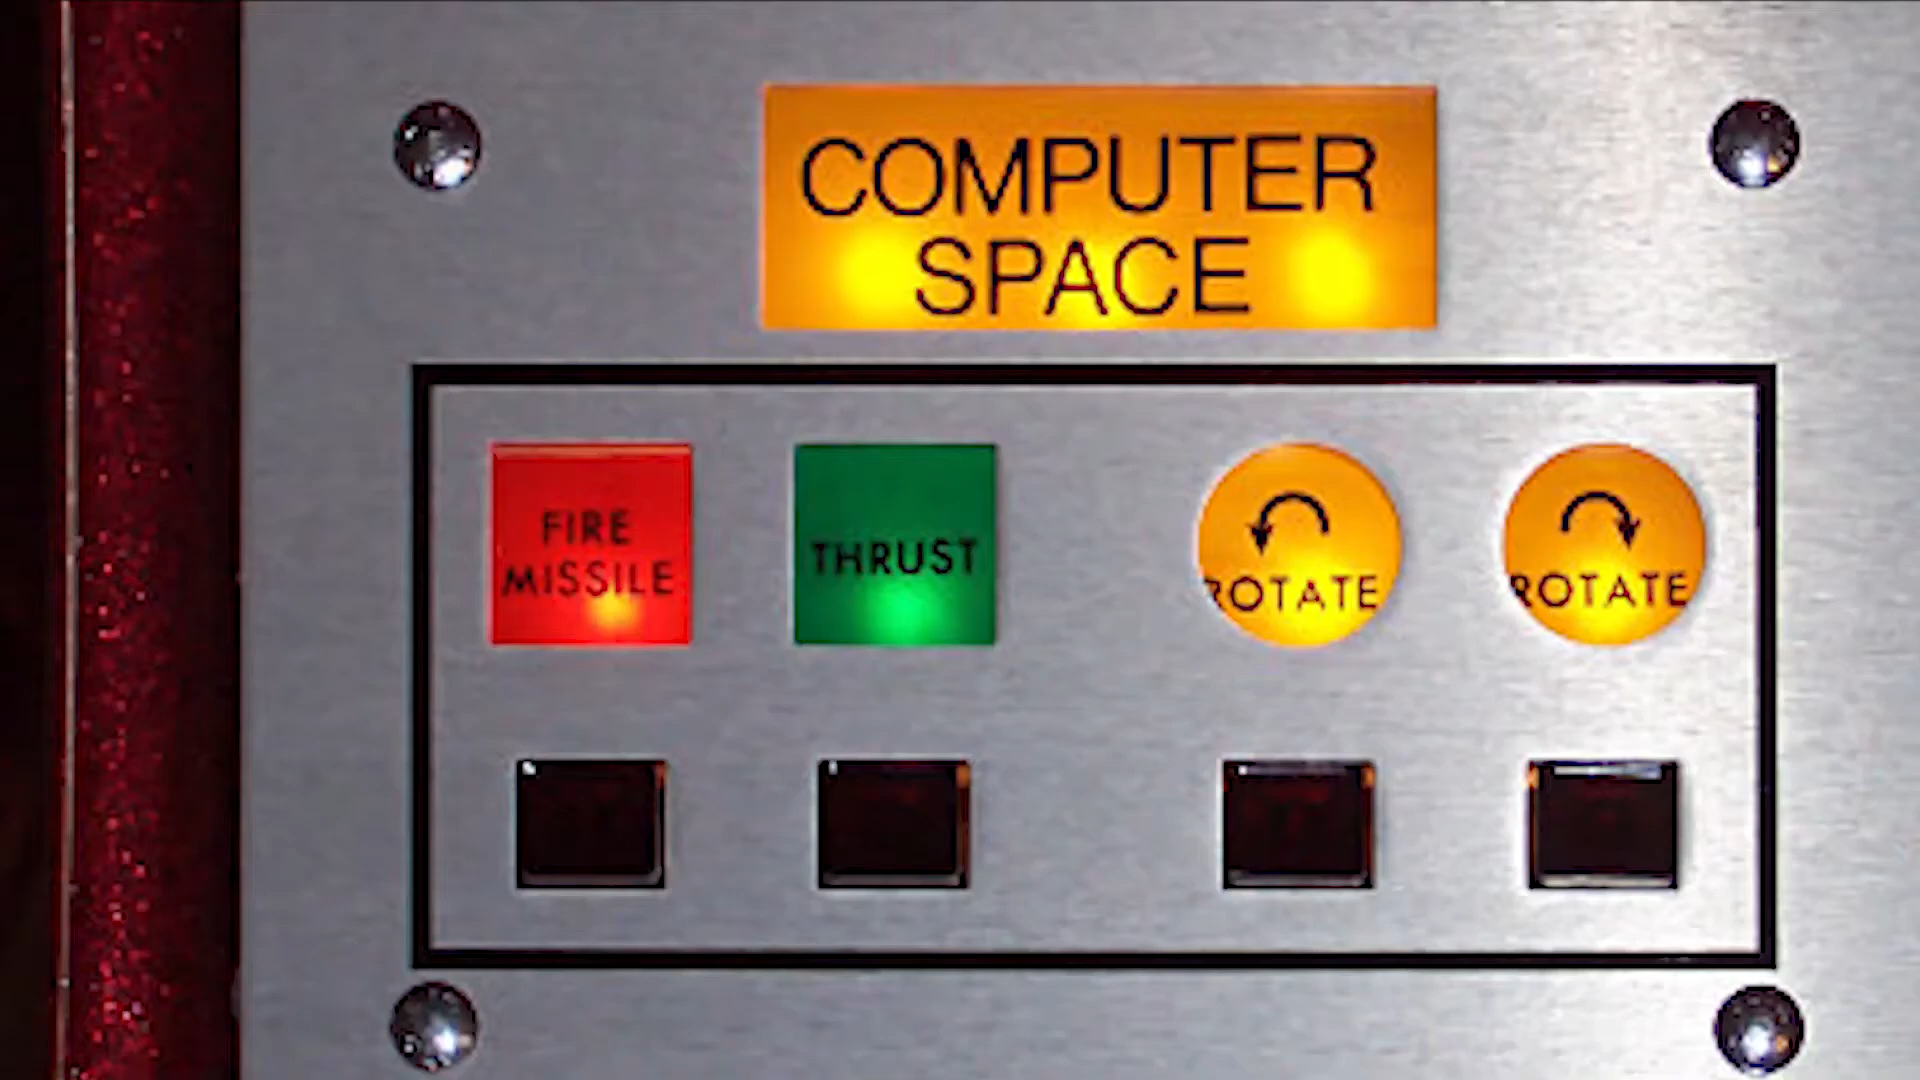 COMPUTER
SPACE
FIRE
MISSILE
THRUST
ROTATE
ROTATE